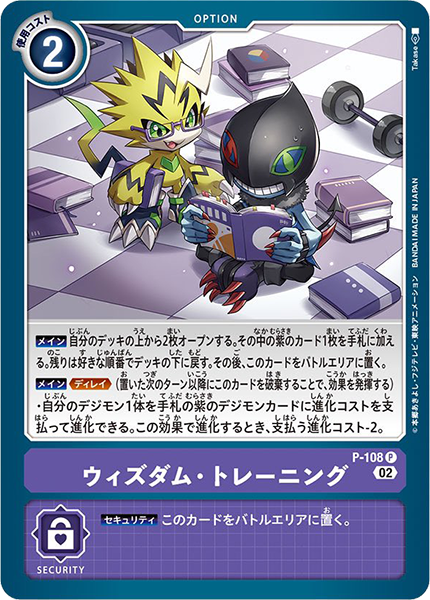 OPTION
使用コスト
2
Takase
メイン 自分のデッキの上から2枚オープンする。その中の紫のカード1枚を手札に加え
る。残りは好きな順番でデッキの下に戻す。その後、このカードをバトルエリアに置く。
メイン ディレイ (置いた次のターン以降にこのカードを破棄することで、効果を発揮する)
・自分のデジモン1体を手札の紫のデジモンカードに進化コストを支
払って進化できる。この効果で進化するとき、支払う進化コスト-2。
©本郷あきよし・フジテレビ・東映アニメーション BANDAI MADE IN JAPAN
P-108 P
02
ウィズダム・トレーニング
セキュリティ このカードをバトルエリアに置く。
SECURITY